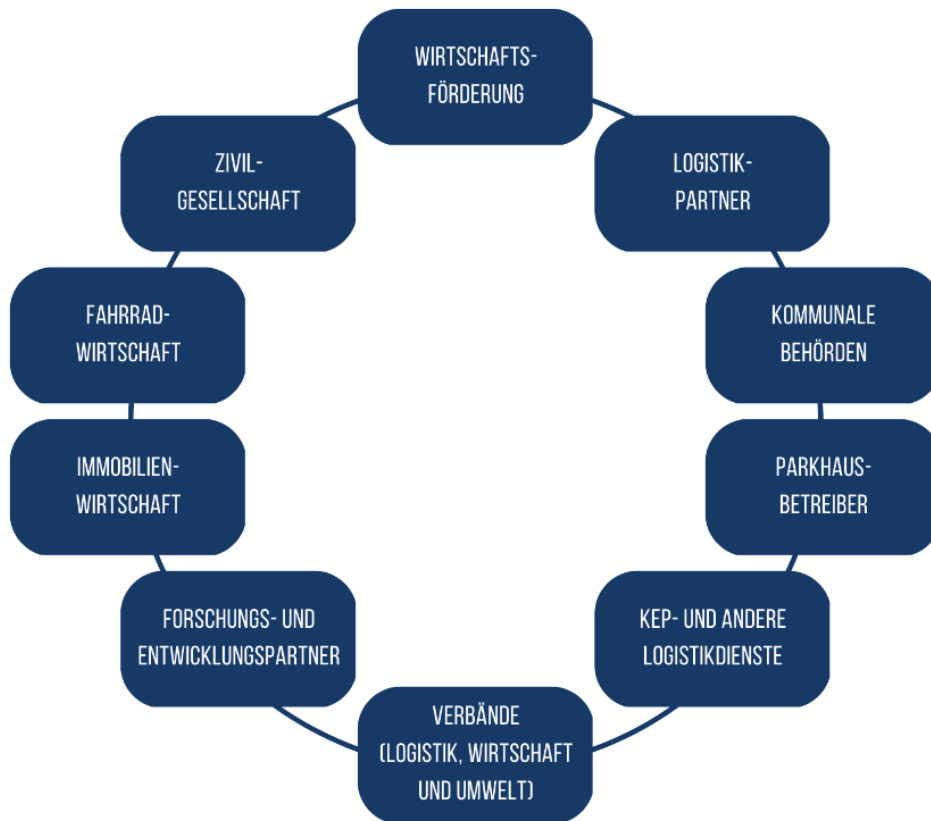 WIRTSCHAFTS-
FÖRDERUNG
ZIVIL-
GESELLSCHAFT
LOGISTIK-
PARTNER
FAHRRAD-
WIRTSCHAFT
KOMMUNALE
BEHÖRDEN
IMMOBILIEN-
WIRTSCHAFT
PARKHAUS-
BETREIBER
FORSCHUNGS- UND
ENTWICKLUNGSPARTNER
KEP- UND ANDERE
LOGISTIKDIENSTE
VERBÄNDE
(LOGISTIK, WIRTSCHAFT
UND UMWELT)